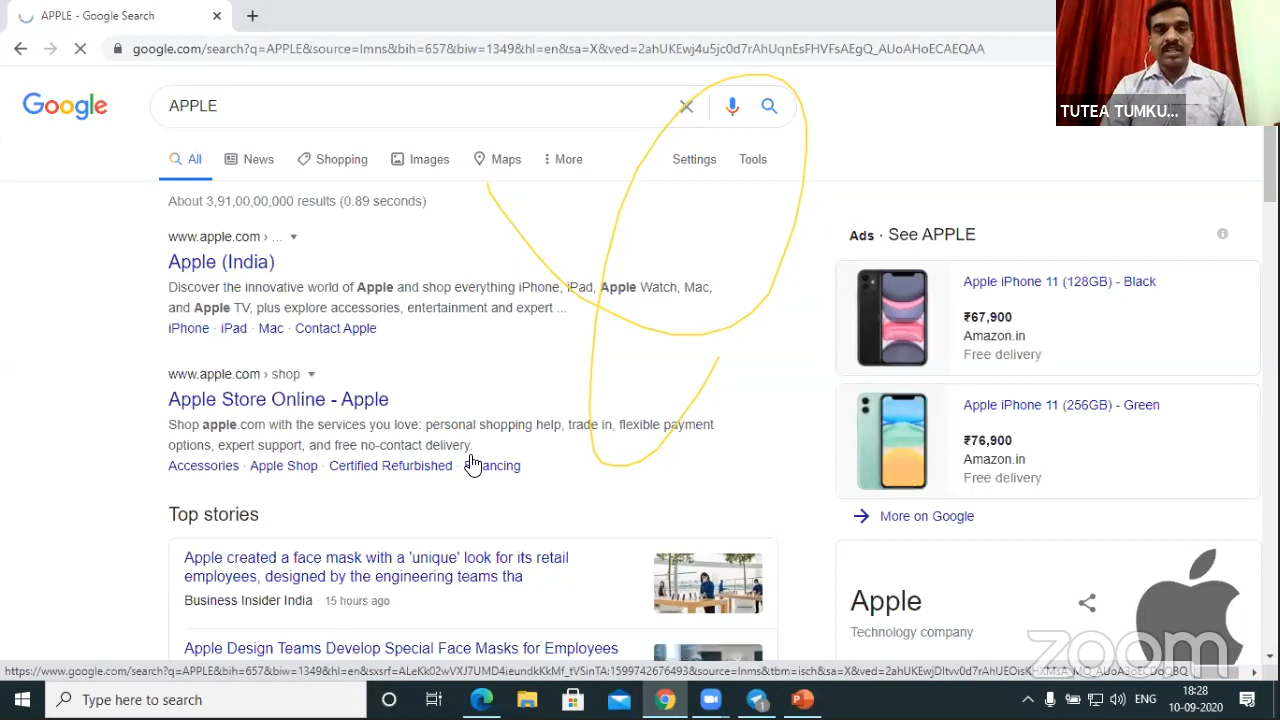 APPLE - Google Search
google.com/search?q=APPLE&source=lnms&bih=657&biw=1349&hl=en&sa=X&ved=2ahUKEwj4u5jc0d7rAhUqnEsFHVFsAEgQ_AUoAHoECAEQAA
TUTEA TUMKU...
Google
APPLE
All
News
Shopping
Images
Maps
More
Settings
Tools
About 3,91,00,00,000 results (0.89 seconds)
www.apple.com › ...
Apple (India)
Discover the innovative world of Apple and shop everything iPhone, iPad, Apple Watch, Mac,
and Apple TV, plus explore accessories, entertainment and expert ...
iPhone · iPad · Mac · Contact Apple
www.apple.com › shop
Apple Store Online - Apple
Shop apple.com with the services you love: personal shopping help, trade in, flexible payment
options, expert support, and free no-contact delivery.
Accessories · Apple Shop · Certified Refurbished · Financing
Top stories
Apple created a face mask with a 'unique' look for its retail
employees, designed by the engineering teams tha
Business Insider India · 15 hours ago
Apple Design Teams Develop Special Face Masks for Employees
Ads · See APPLE
Apple iPhone 11 (128GB) - Black
₹67,900
Amazon.in
Free delivery
Apple iPhone 11 (256GB) - Green
₹76,900
Amazon.in
Free delivery
More on Google
Apple
Technology company
zoom
Type here to search
ENG
18:28
10-09-2020